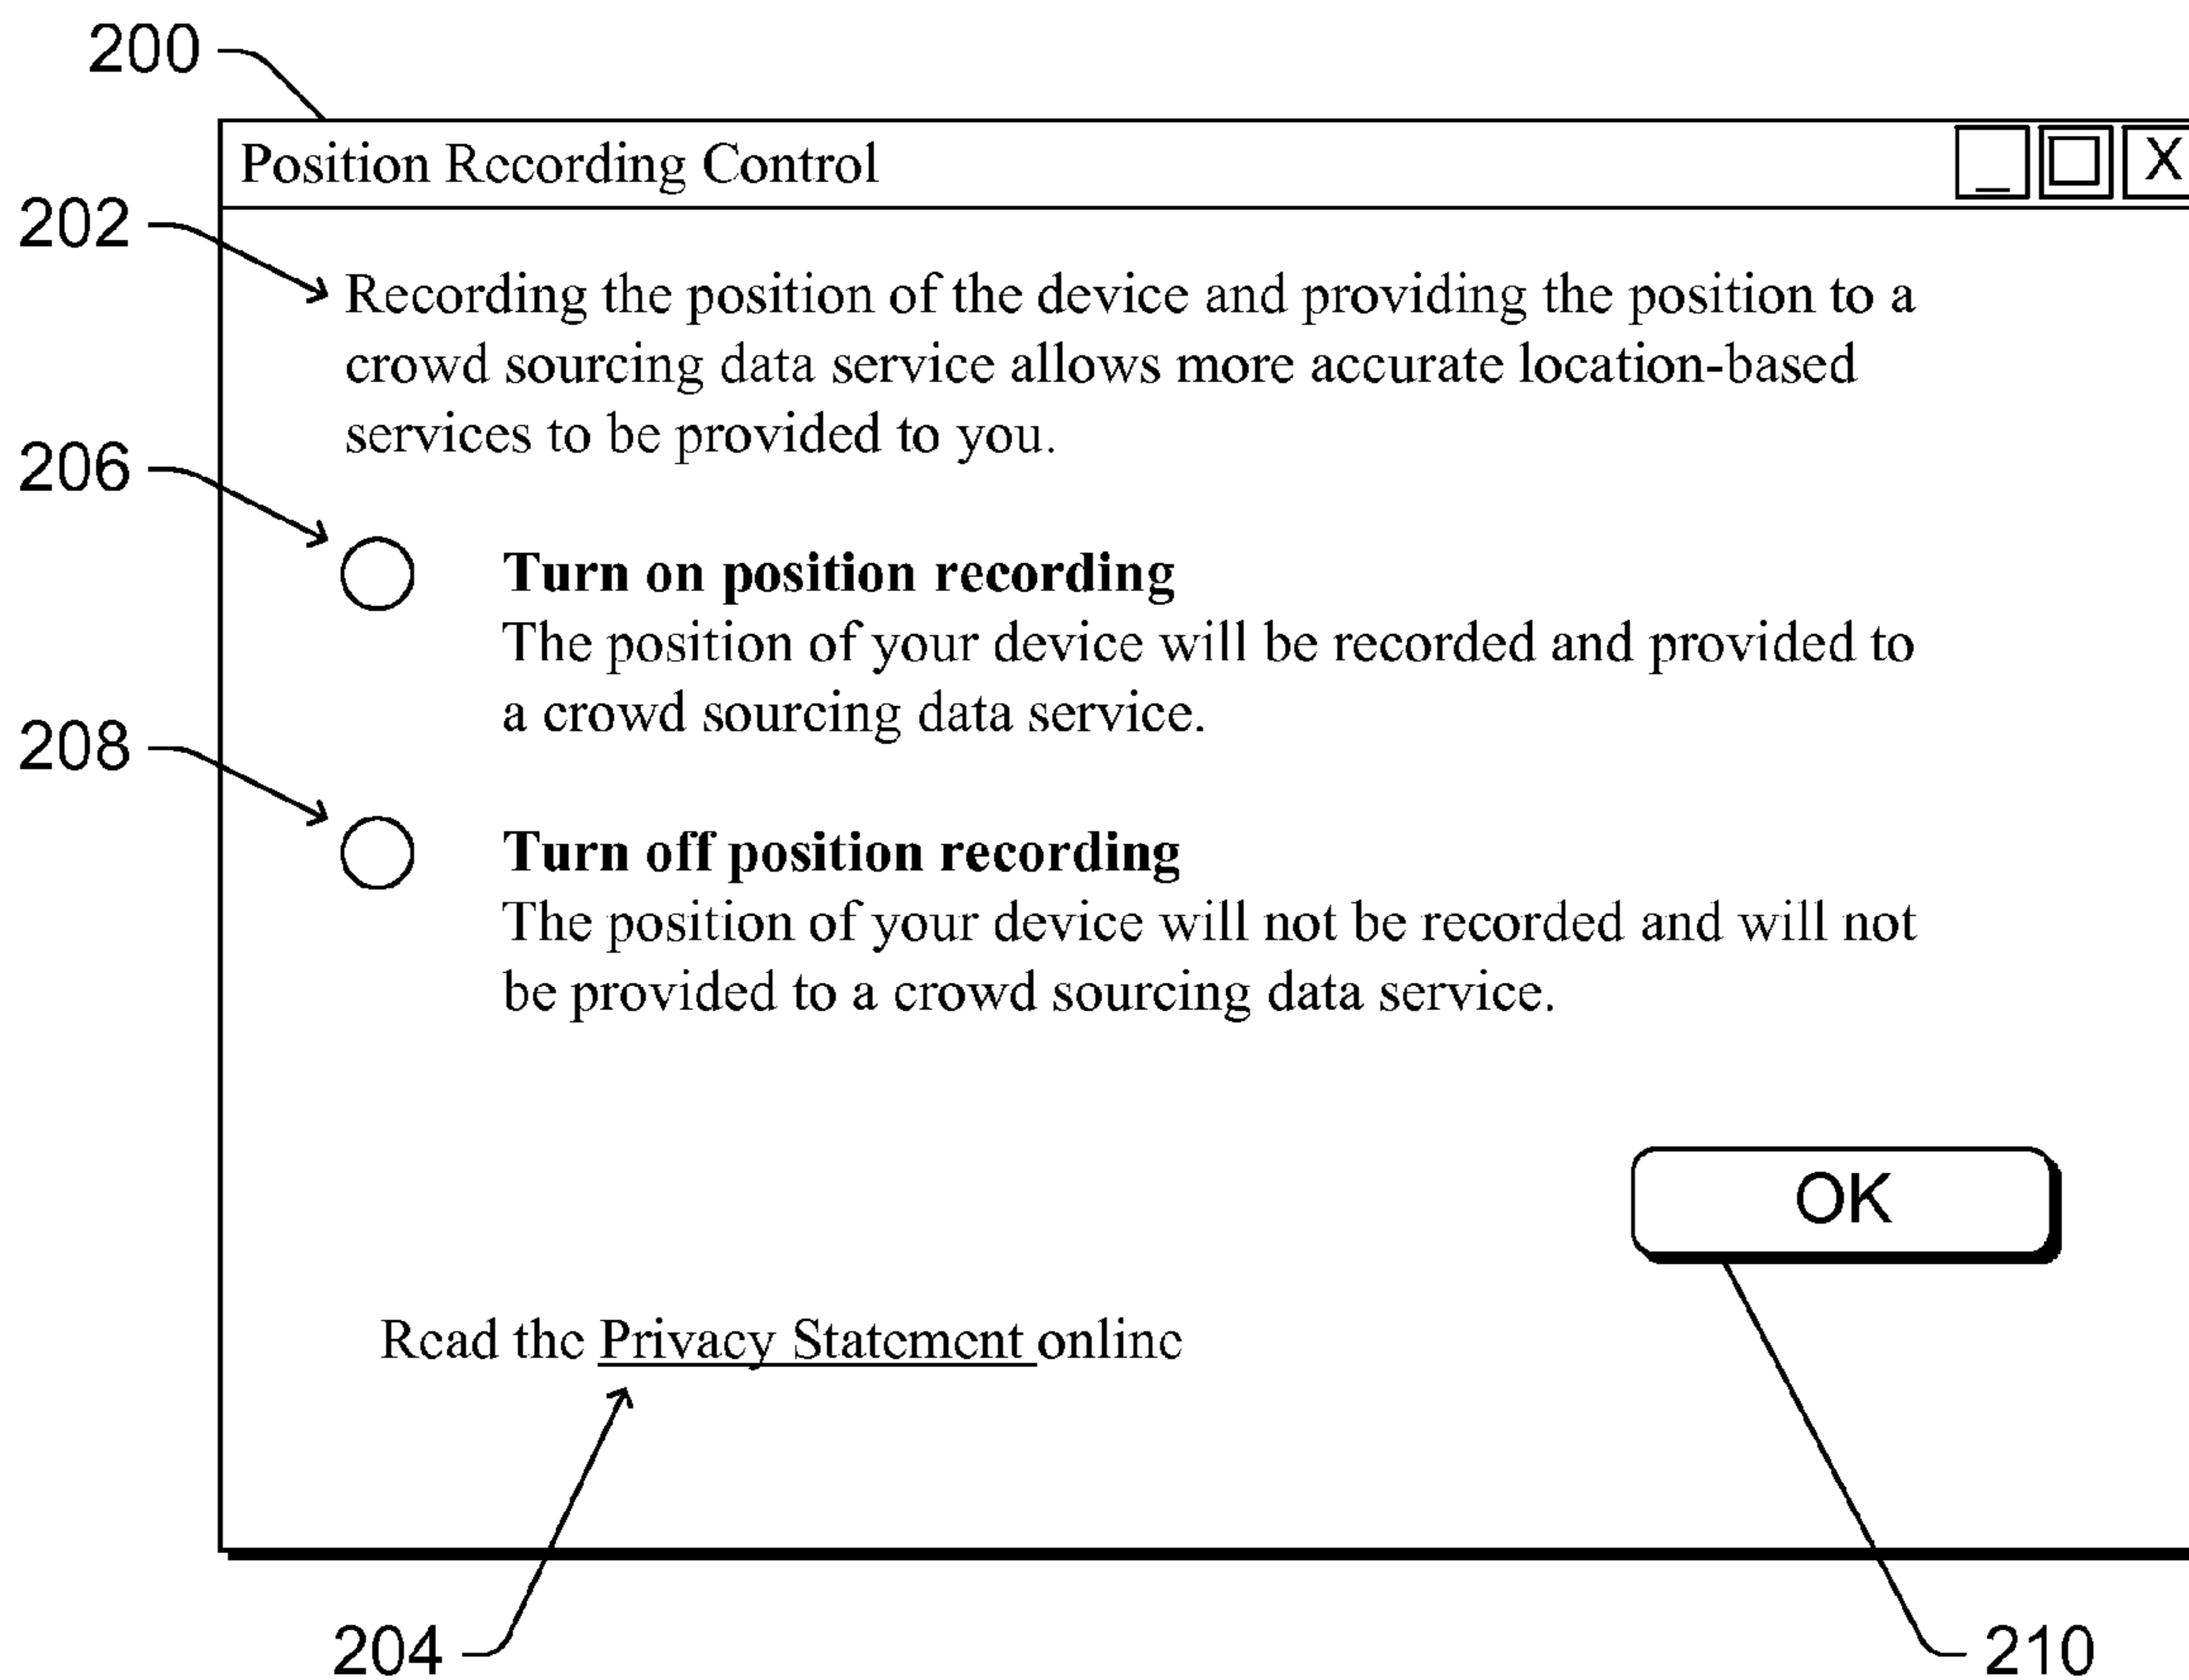 200
Position Recording Control
_ X
202
Recording the position of the device and providing the position to a
crowd sourcing data service allows more accurate location-based
services to be provided to you.
206
Turn on position recording
The position of your device will be recorded and provided to
a crowd sourcing data service.
208
Turn off position recording
The position of your device will not be recorded and will not
be provided to a crowd sourcing data service.
OK
Read the Privacy Statement online
204
210